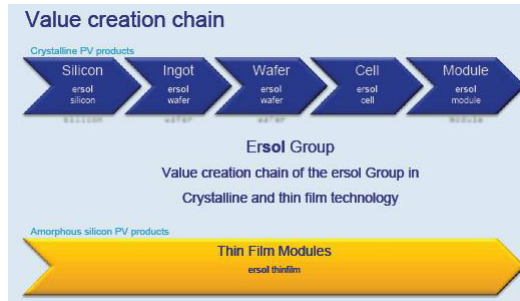 Value creation chain
Crystalline PV products
Silicon Ingot Wafer Cell Module
ersol ersol ersol ersol ersol
silicon wafer wafer cell module
Ersol Group
Value creation chain of the ersol Group in
Crystalline and thin film technology
Amorphous silicon PV products
Thin Film Modules
ersol thinfilm